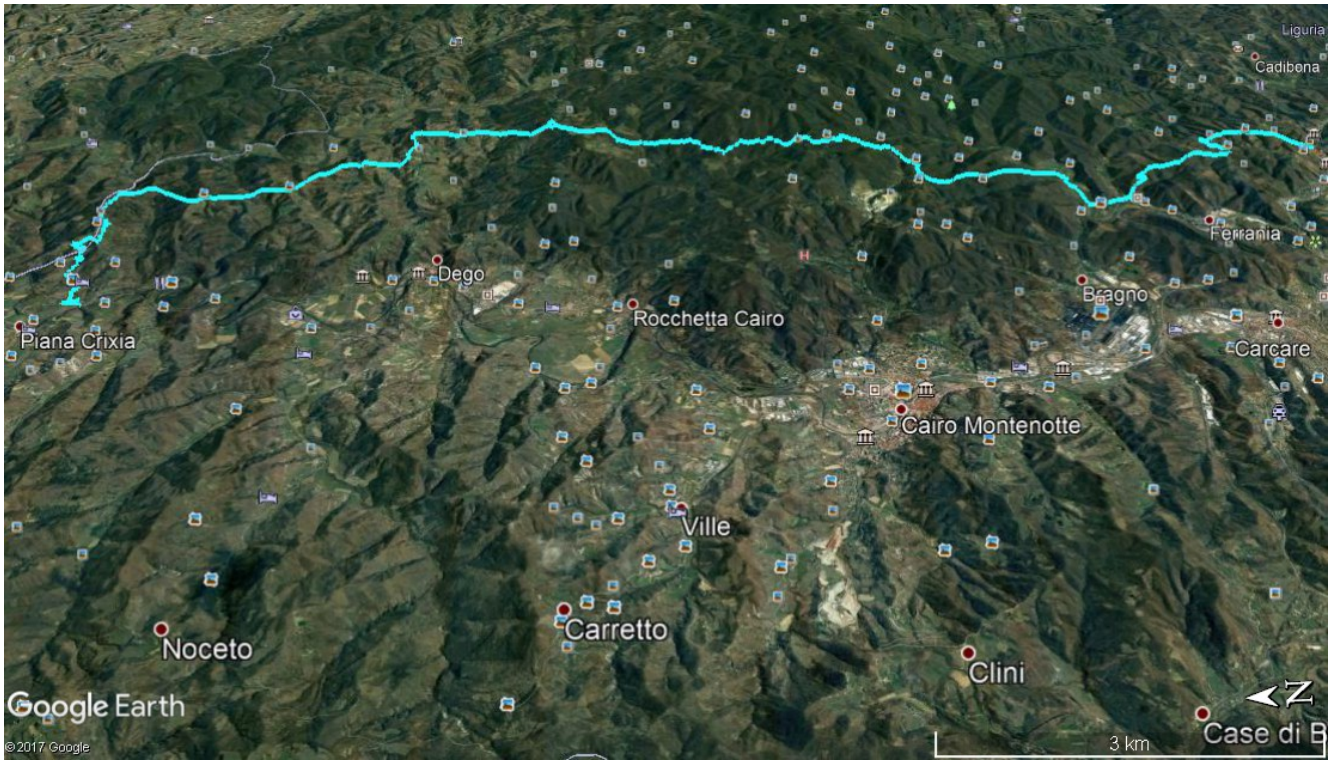 Liguria
Cadibona
Ferrania
Dego
Bragno
Rocchetta Cairo
Piana Crixia
Carcare
Cairo Montenotte
Ville
Carretto
Noceto
Clini
Google Earth
N
Case di B
©2017 Google
3 km